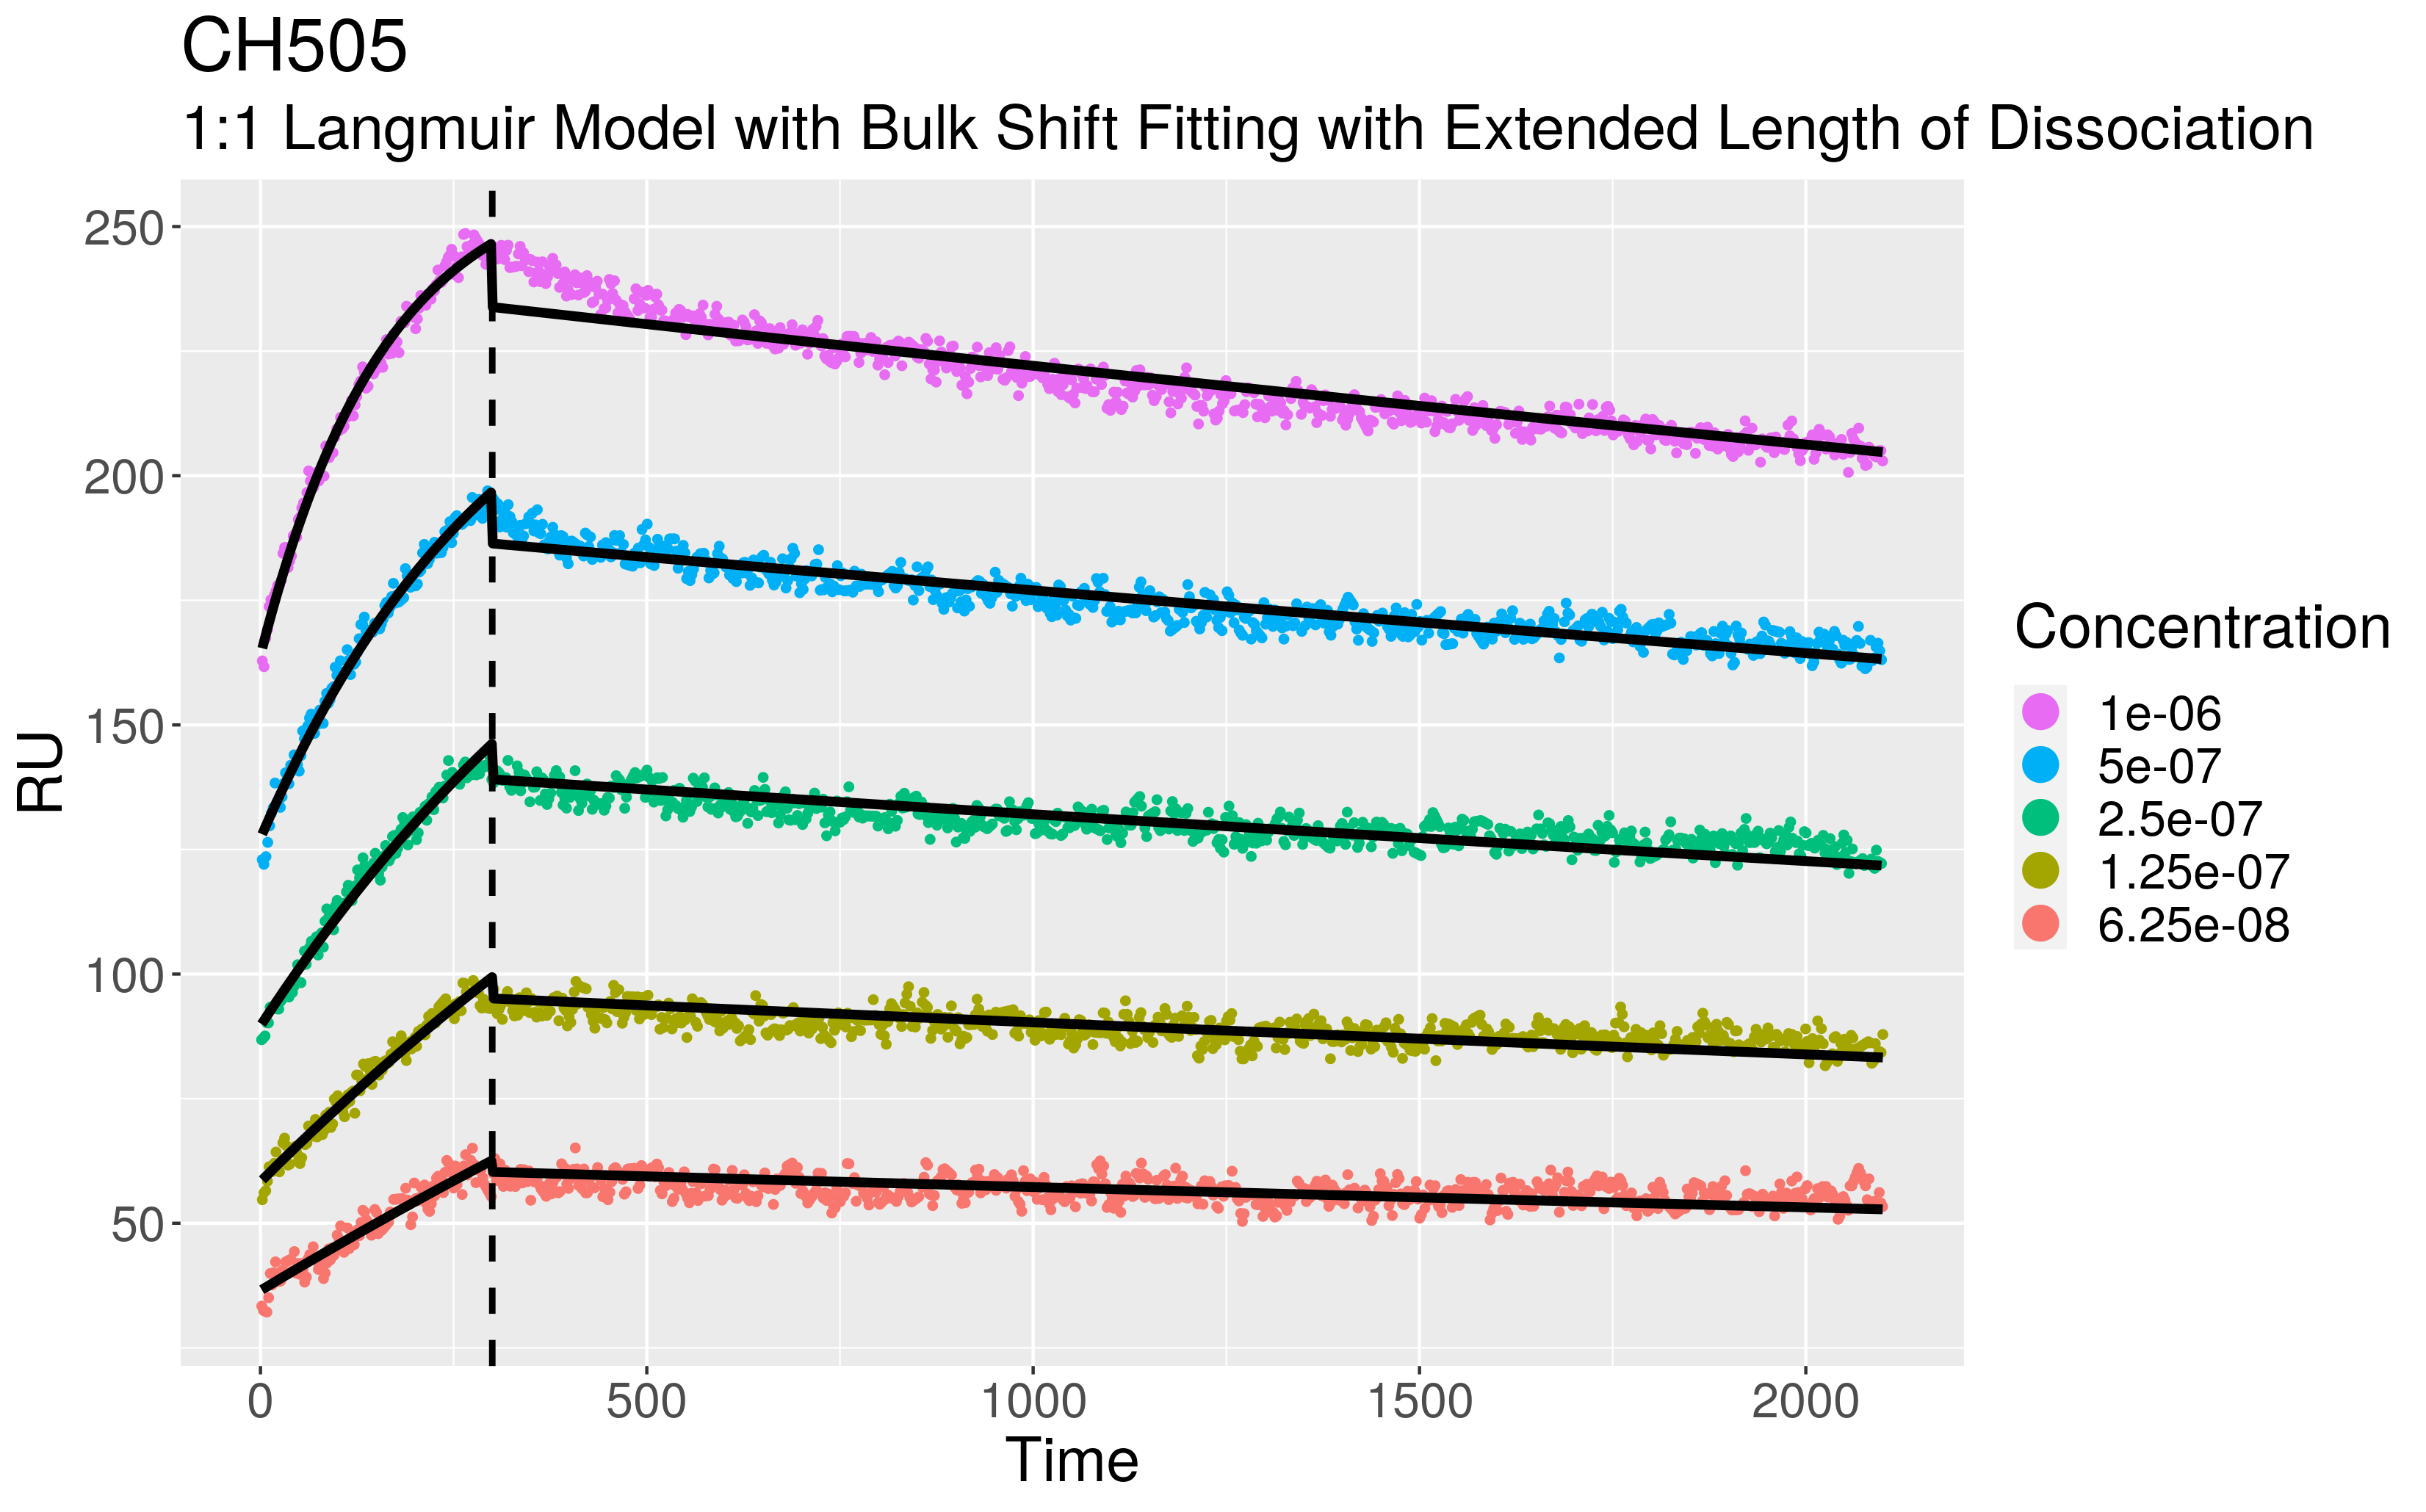 CH505
1:1 Langmuir Model with Bulk Shift Fitting with Extended Length of Dissociation
250
200
150
100
50
RU
0 500 1000 1500 2000
Time
Concentration
1e-06
5e-07
2.5e-07
1.25e-07
6.25e-08